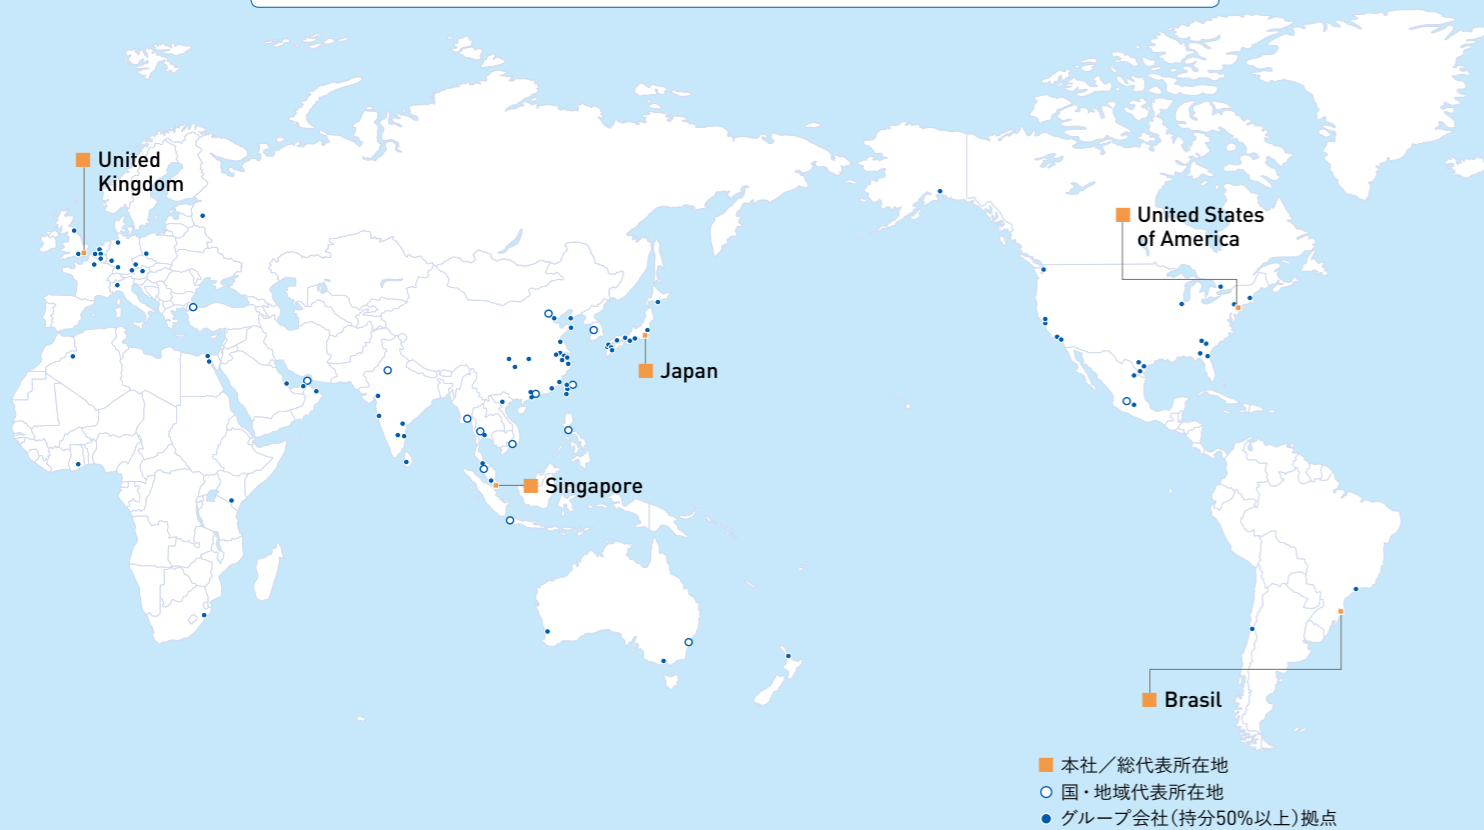 United
Kingdom
United States
of America
Japan
Singapore
Brasil
本社／総代表所在地
国・地域代表所在地
グループ会社（持分50%以上）拠点